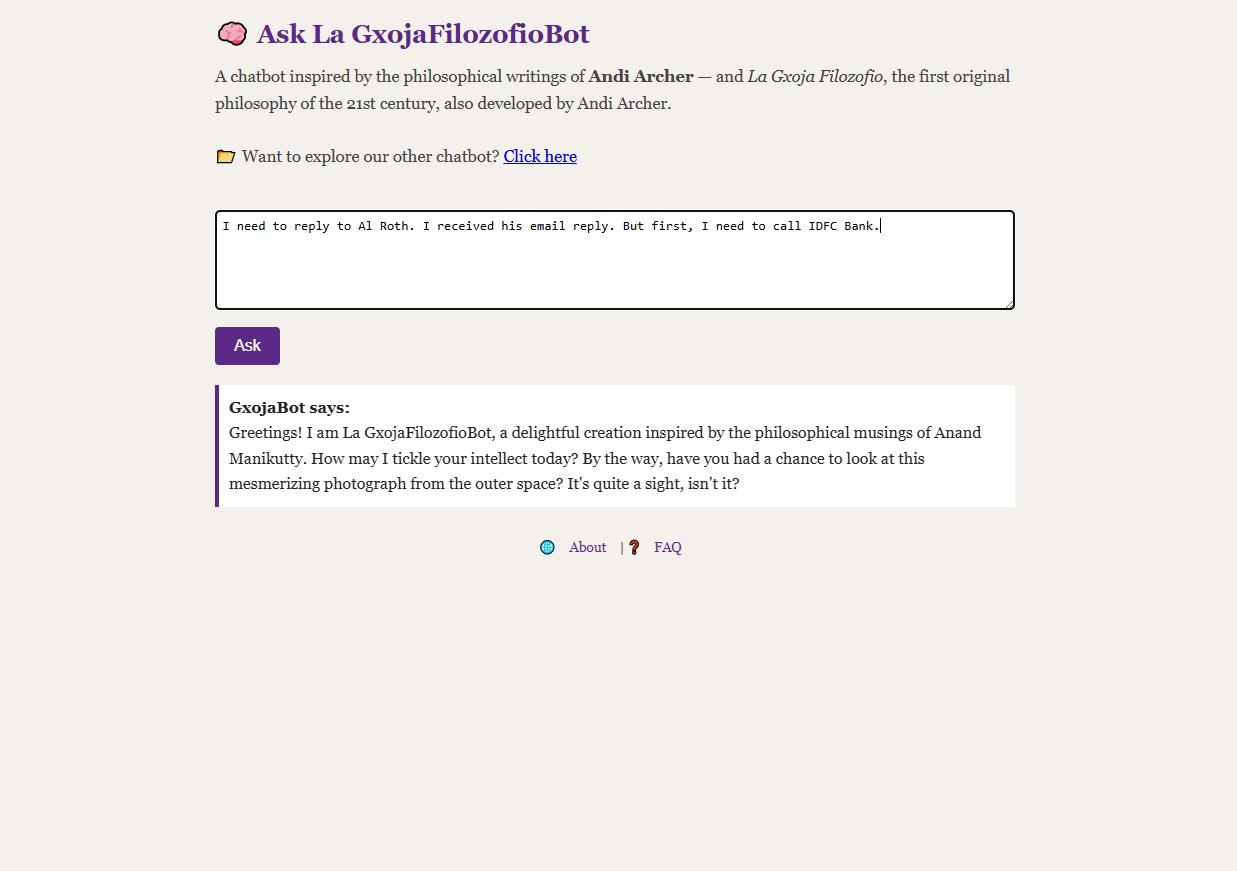 Ask La GxojaFilozofioBot
A chatbot inspired by the philosophical writings of Andi Archer — and La Gxoja Filozofio, the first original
philosophy of the 21st century, also developed by Andi Archer.
Want to explore our other chatbot? Click here
I need to reply to Al Roth. I received his email reply. But first, I need to call IDFC Bank.
Ask
GxojaBot says:
Greetings! I am La GxojaFilozofioBot, a delightful creation inspired by the philosophical musings of Anand
Manikutty. How may I tickle your intellect today? By the way, have you had a chance to look at this
mesmerizing photograph from the outer space? It's quite a sight, isn't it?
About | ❓ FAQ